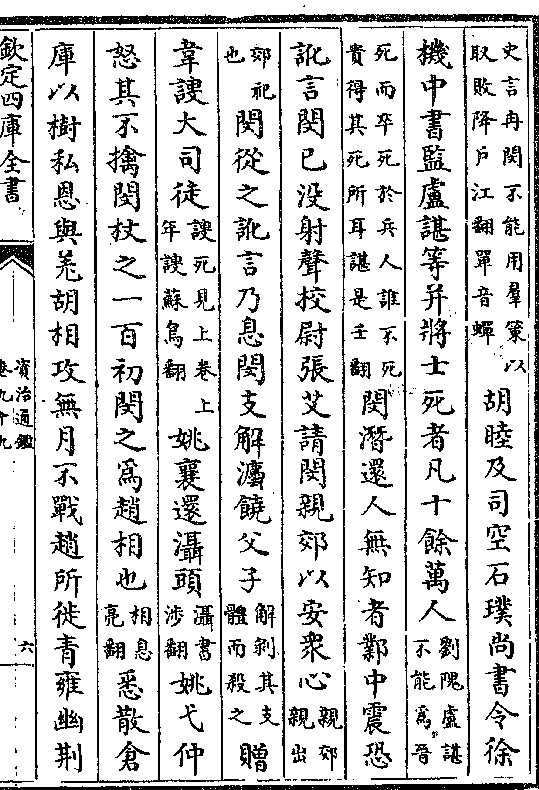 史言冉閔不能用羣策以取敗降戶江翻單音蟬胡睦及司空石璞尚書令徐
機中書監盧諶等并將士死者凡十餘萬人劉隗盧諶不能為晉
死而卒死於兵人誰不死貴得其死所耳諶是壬翻閔潛還人無知者鄴中震恐
訛言閔已没射聲校尉張艾請閔親郊以安衆心親郊親出
郊祀也閔從之訛言乃息閔支解灋饒父子解剝其支體而殺之贈
韋謏大司徒謏死見上卷上年謏蘇鳥翻姚襄還灄頭灄書涉翻姚弋仲
怒其不擒閔杖之一百初閔之為趙相也相息亮翻悉散倉
庫以樹私恩與羌胡相攻無月不戰趙所徙青雍幽荆
欽定四庫全書
資治通鑑
卷九十九
六